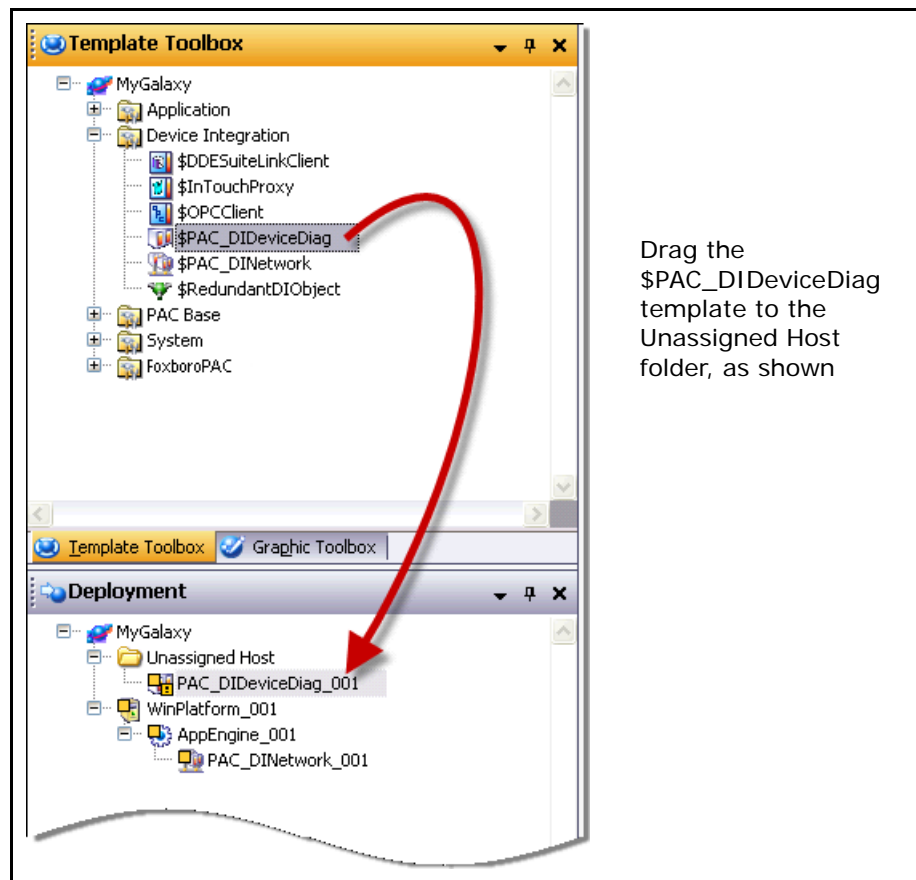 Template Toolbox
MyGalaxy
Application
Device Integration
$DDESuiteLinkClient
$InTouchProxy
$OPCClient
$PAC_DIDeviceDiag
$PAC_DINetwork
$RedundantDIObject
PAC Base
System
FoxboroPAC
Template Toolbox
Graphic Toolbox
Deployment
MyGalaxy
Unassigned Host
PAC_DIDeviceDiag_001
WinPlatform_001
AppEngine_001
PAC_DINetwork_001
Drag the
$PAC_DIDeviceDiag
template to the
Unassigned Host
folder, as shown